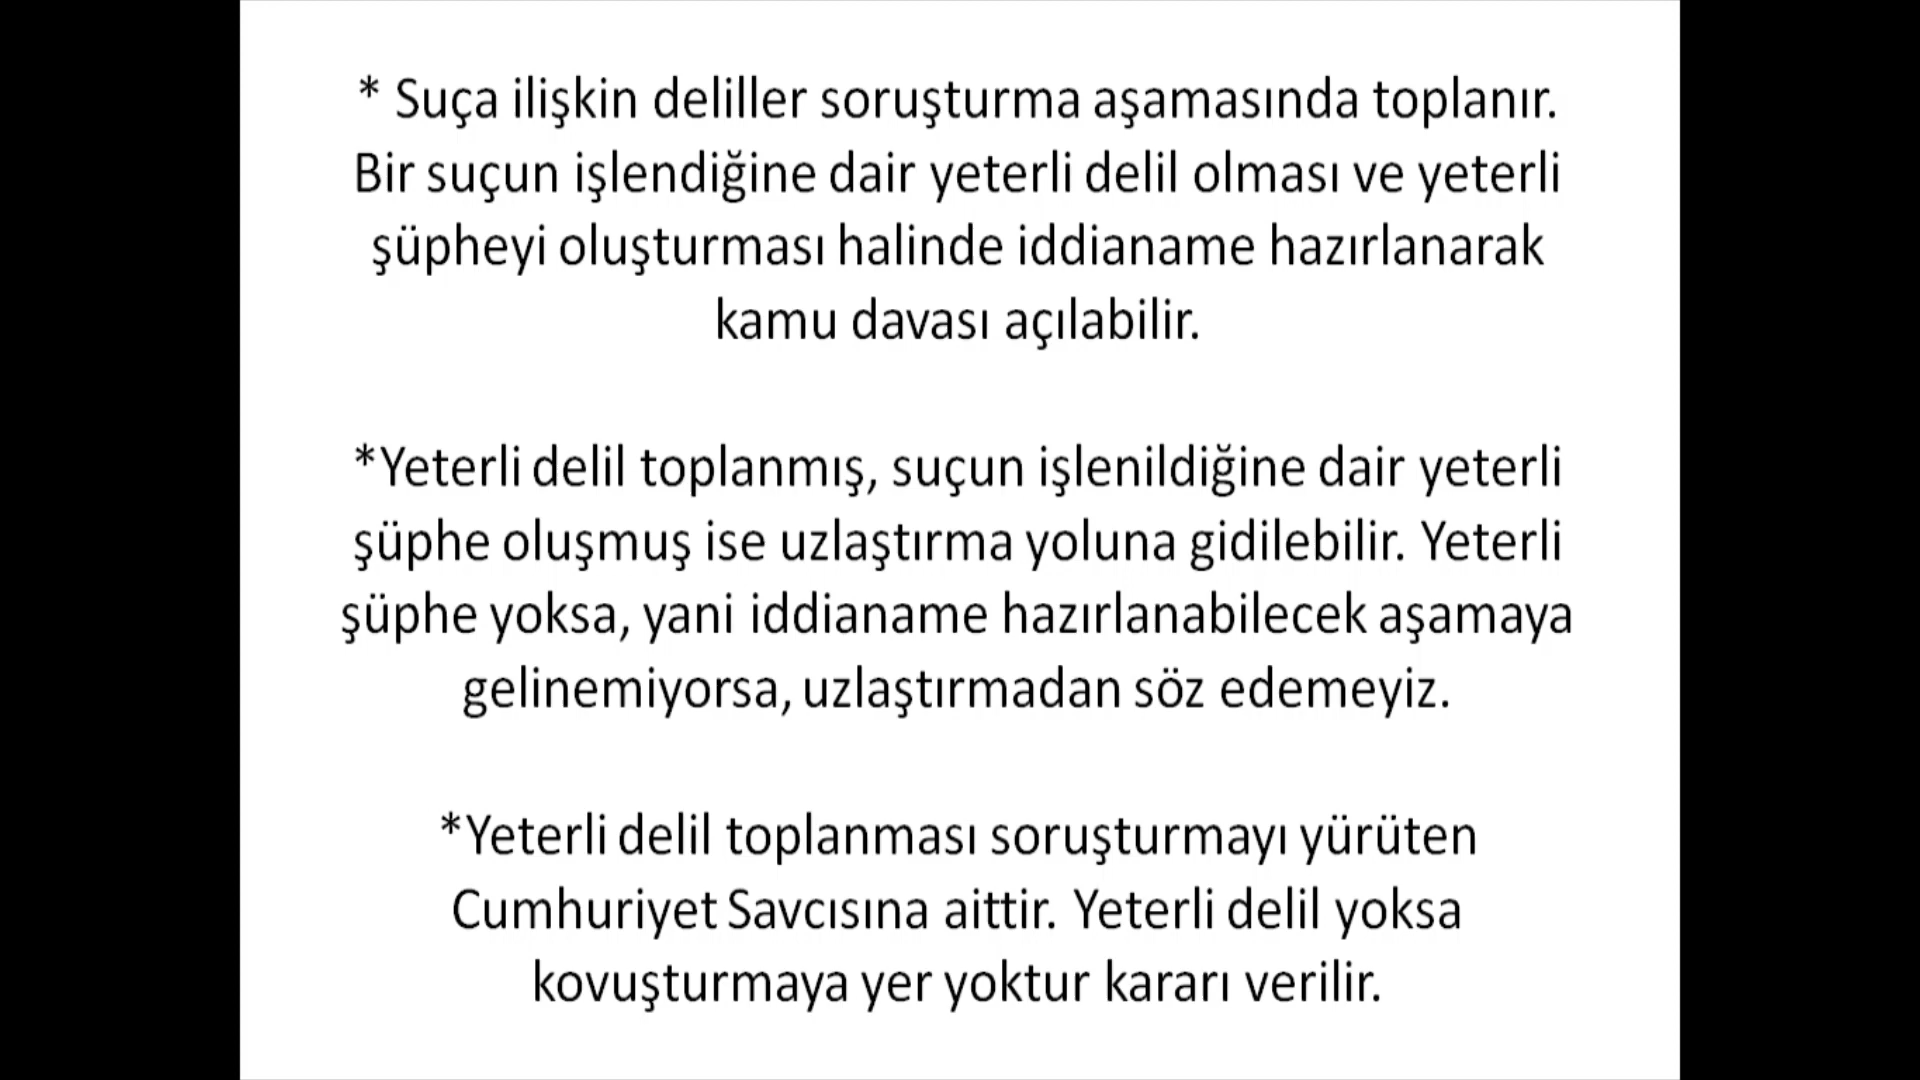 * Suça ilişkin deliller soruşturma aşamasında toplanır.
Bir suçun işlendiğine dair yeterli delil olması ve yeterli
şüpheyi oluşturması halinde iddianame hazırlanarak
kamu davası açılabilir.
*Yeterli delil toplanmış, suçun işlenildiğine dair yeterli
şüphe oluşmuş ise uzlaştırma yoluna gidilebilir. Yeterli
şüphe yoksa, yani iddianame hazırlanabilecek aşamaya
gelinemiyorsa, uzlaştırmadan söz edemeyiz.
*Yeterli delil toplanması soruşturmayı yürüten
Cumhuriyet Savcısına aittir. Yeterli delil yoksa
kovuşturmaya yer yoktur kararı verilir.